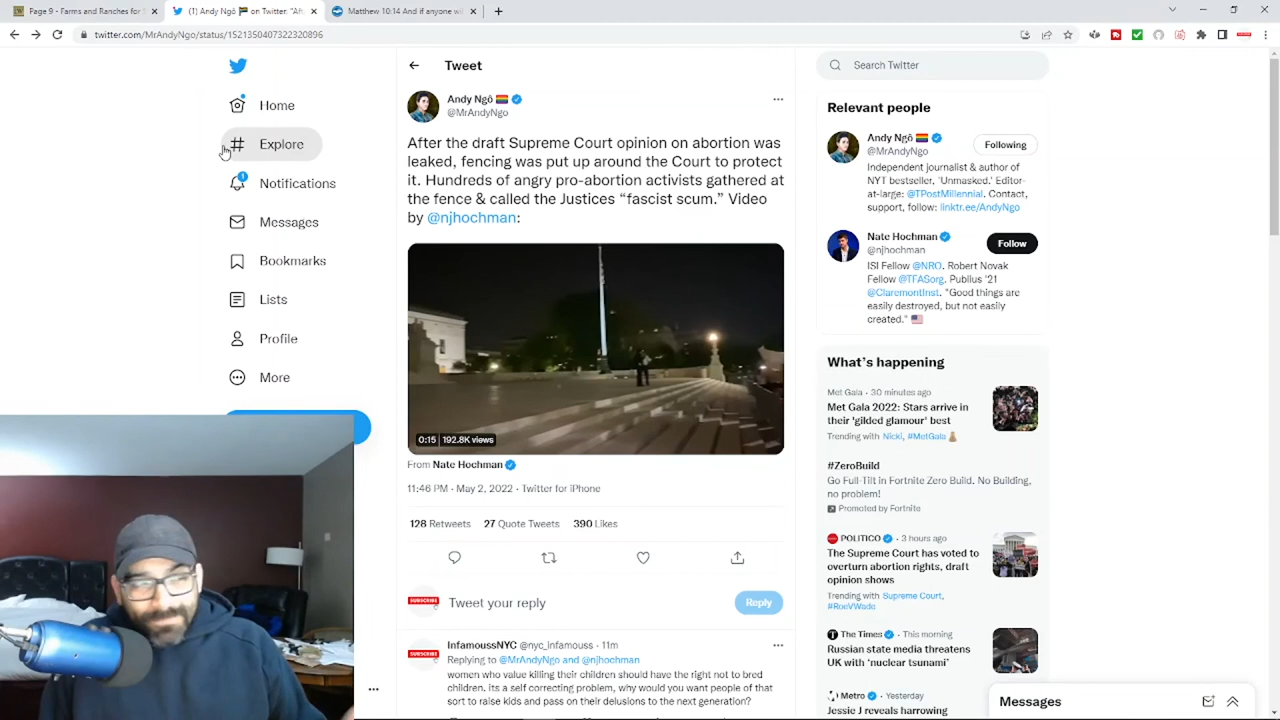 Page 9 - Farms and Ranches for
(1) Andy Ngô
on Twitter: "Af
Matthew 10:14 And if anyone wil
twitter.com/MrAndyNgo/status/1521350407322320896
Home
Explore
Notifications
1
Messages
Bookmarks
Lists
Profile
More
Tweet
Andy Ngô
@MrAndyNgo
After the draft Supreme Court opinion on abortion was
leaked, fencing was put up around the Court to protect
it. Hundreds of angry pro-abortion activists gathered at
the fence & called the Justices “fascist scum.” Video
by @njhochman:
0:15 | 192.8K views
From Nate Hochman
11:46 PM · May 2, 2022 · Twitter for iPhone
128 Retweets 27 Quote Tweets 390 Likes
SUBSCRIBE
Tweet your reply
Reply
SUBSCRIBE
InfamoussNYC @nyc_infamouss · 11m
Replying to @MrAndyNgo and @njhochman
women who value killing their children should have the right not to bred
children. its a self correcting problem, why would you want people of that
sort to raise kids and pass on their delusions to the next generation?
Search Twitter
Relevant people
Andy Ngô
@MrAndyNgo
Following
Independent journalist & author of
NYT bestseller, 'Unmasked.' Editor-
at-large: @TPostMillennial. Contact,
support, follow: linktr.ee/AndyNgo
Nate Hochman
@njhochman
Follow
ISI Fellow @NRO. Robert Novak
Fellow @TFASorg. Publius '21
@ClaremontInst. "Good things are
easily destroyed, but not easily
created."
What’s happening
Met Gala · 30 minutes ago
Met Gala 2022: Stars arrive in
their 'gilded glamour' best
Trending with Nicki, #MetGala
#ZeroBuild
Go Full-Tilt in Fortnite Zero Build. No Building,
no problem!
Promoted by Fortnite
POLITICO · 3 hours ago
The Supreme Court has voted to
overturn abortion rights, draft
opinion shows
Trending with Supreme Court,
#RoeVWade
The Times · This morning
Russian state media threatens
UK with ‘nuclear tsunami’
Metro · Yesterday
Jessie J reveals harrowing
Messages